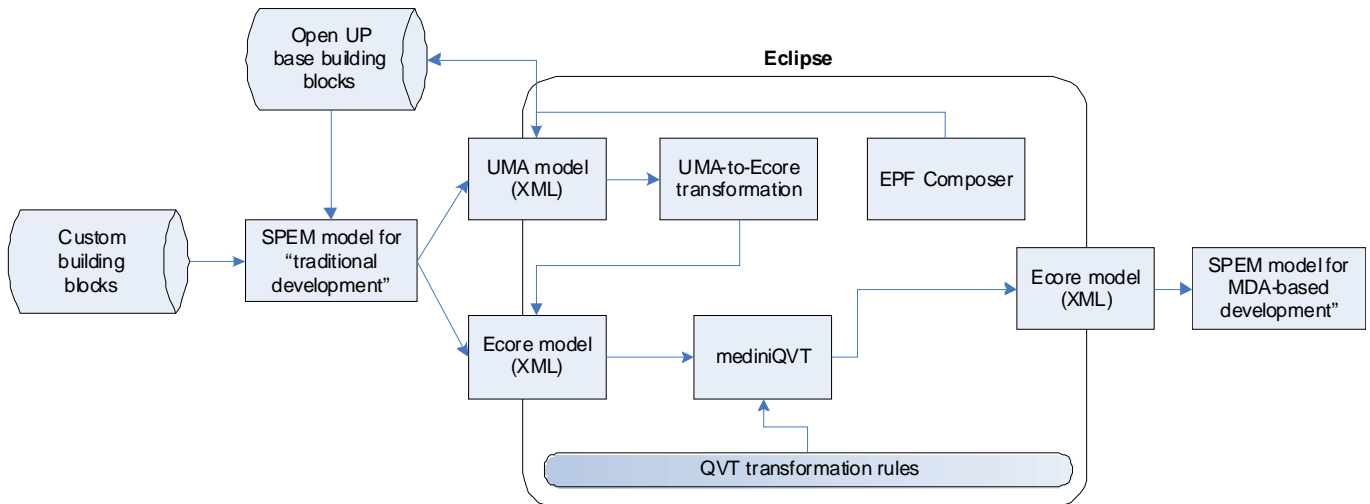 Open UP
base building
blocks
Eclipse
UMA model
(XML)
UMA-to-Ecore
transformation
EPF Composer
Custom
building
blocks
SPEM model for
“traditional
development”
Ecore model
(XML)
SPEM model for
MDA-based
development”
Ecore model
(XML)
mediniQVT
QVT transformation rules